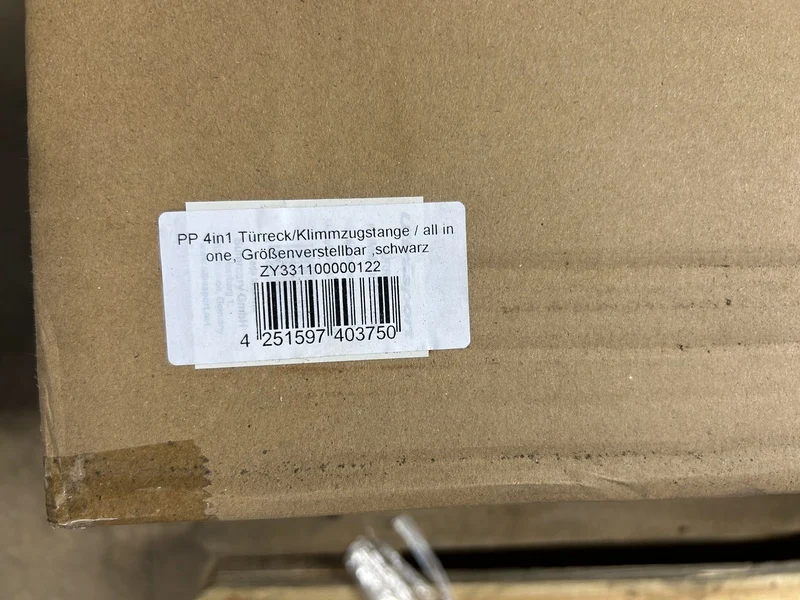 PP 4in1 Türreck/Klimmzugstange / all in
one, Größenverstellbar ,schwarz
ZY331100000122
4 251597 403750